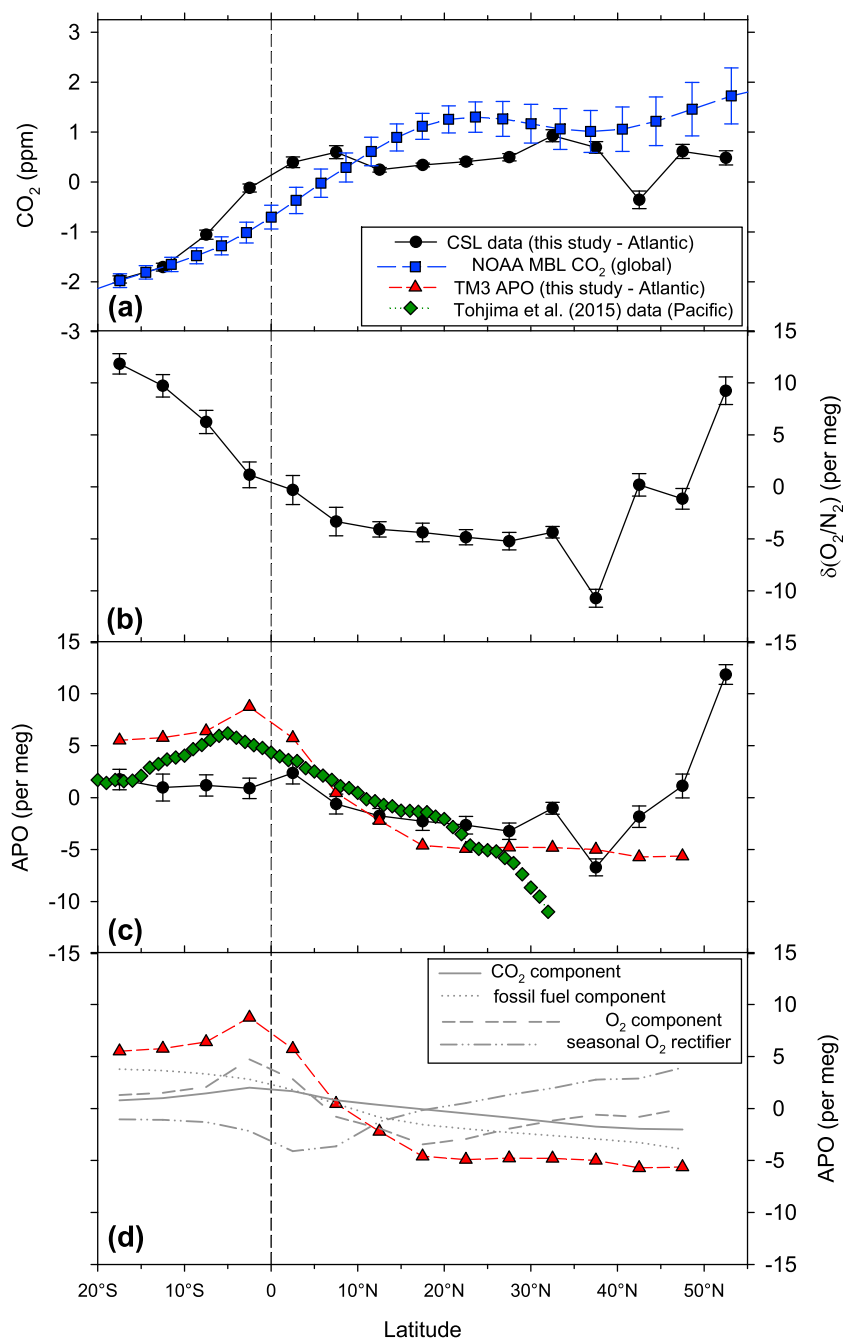 3
2
1
0
-1
-2
-3
CO2 (ppm)
CSL data (this study - Atlantic)
NOAA MBL CO2 (global)
TM3 APO (this study - Atlantic)
Tohjima et al. (2015) data (Pacific)
(a)
15
10
5
0
-5
-10
-15
δ(O2/N2) (per meg)
(b)
15
10
5
0
-5
-10
-15
APO (per meg)
(c)
15
10
5
0
-5
-10
-15
APO (per meg)
CO2 component
fossil fuel component
O2 component
seasonal O2 rectifier
(d)
20°S 10°S 0 10°N 20°N 30°N 40°N 50°N
Latitude